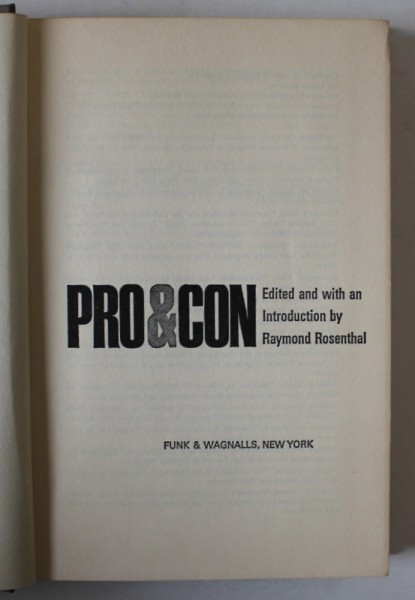 PRO&CON
Edited and with an
Introduction by
Raymond Rosenthal
FUNK & WAGNALLS, NEW YORK